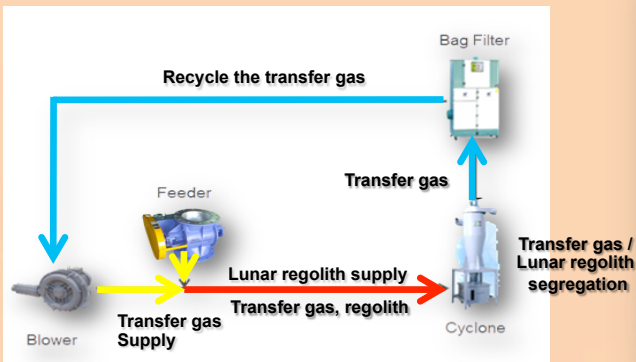 Bag Filter
Recycle the transfer gas
Transfer gas
Feeder
Transfer gas /
Lunar regolith
segregation
Lunar regolith supply
Transfer gas, regolith
Transfer gas
Supply
Blower
Cyclone